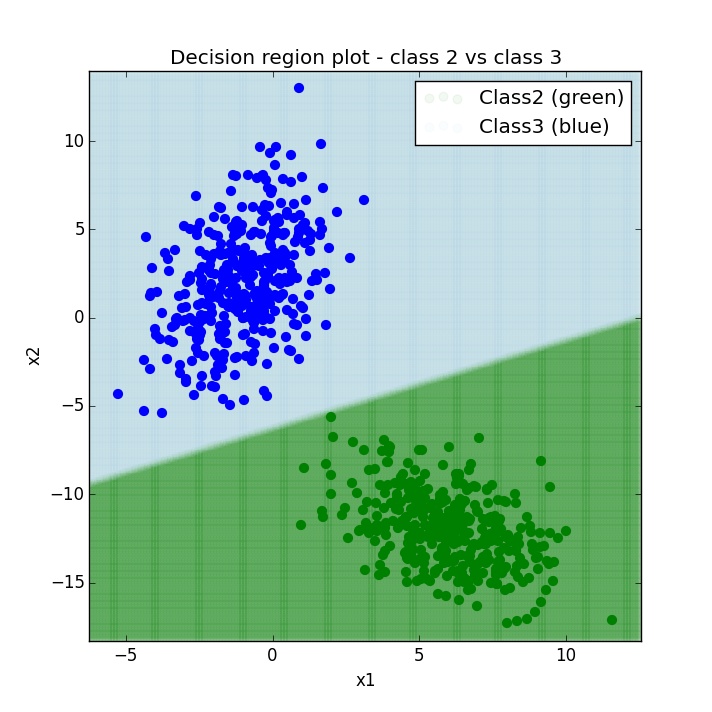 Decision region plot - class 2 vs class 3
Class2 (green)
Class3 (blue)
10
5
0
−5
−10
−15
x2
−5 0 5 10
x1